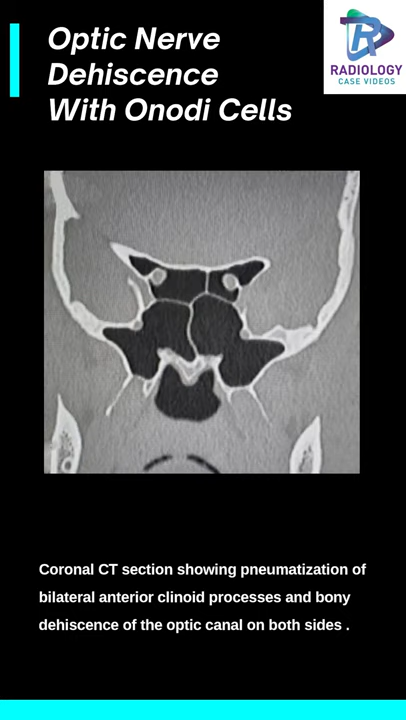 Optic Nerve
Dehiscence
With Onodi Cells
RADIOLOGY
CASE VIDEOS
Coronal CT section showing pneumatization of
bilateral anterior clinoid processes and bony
dehiscence of the optic canal on both sides .